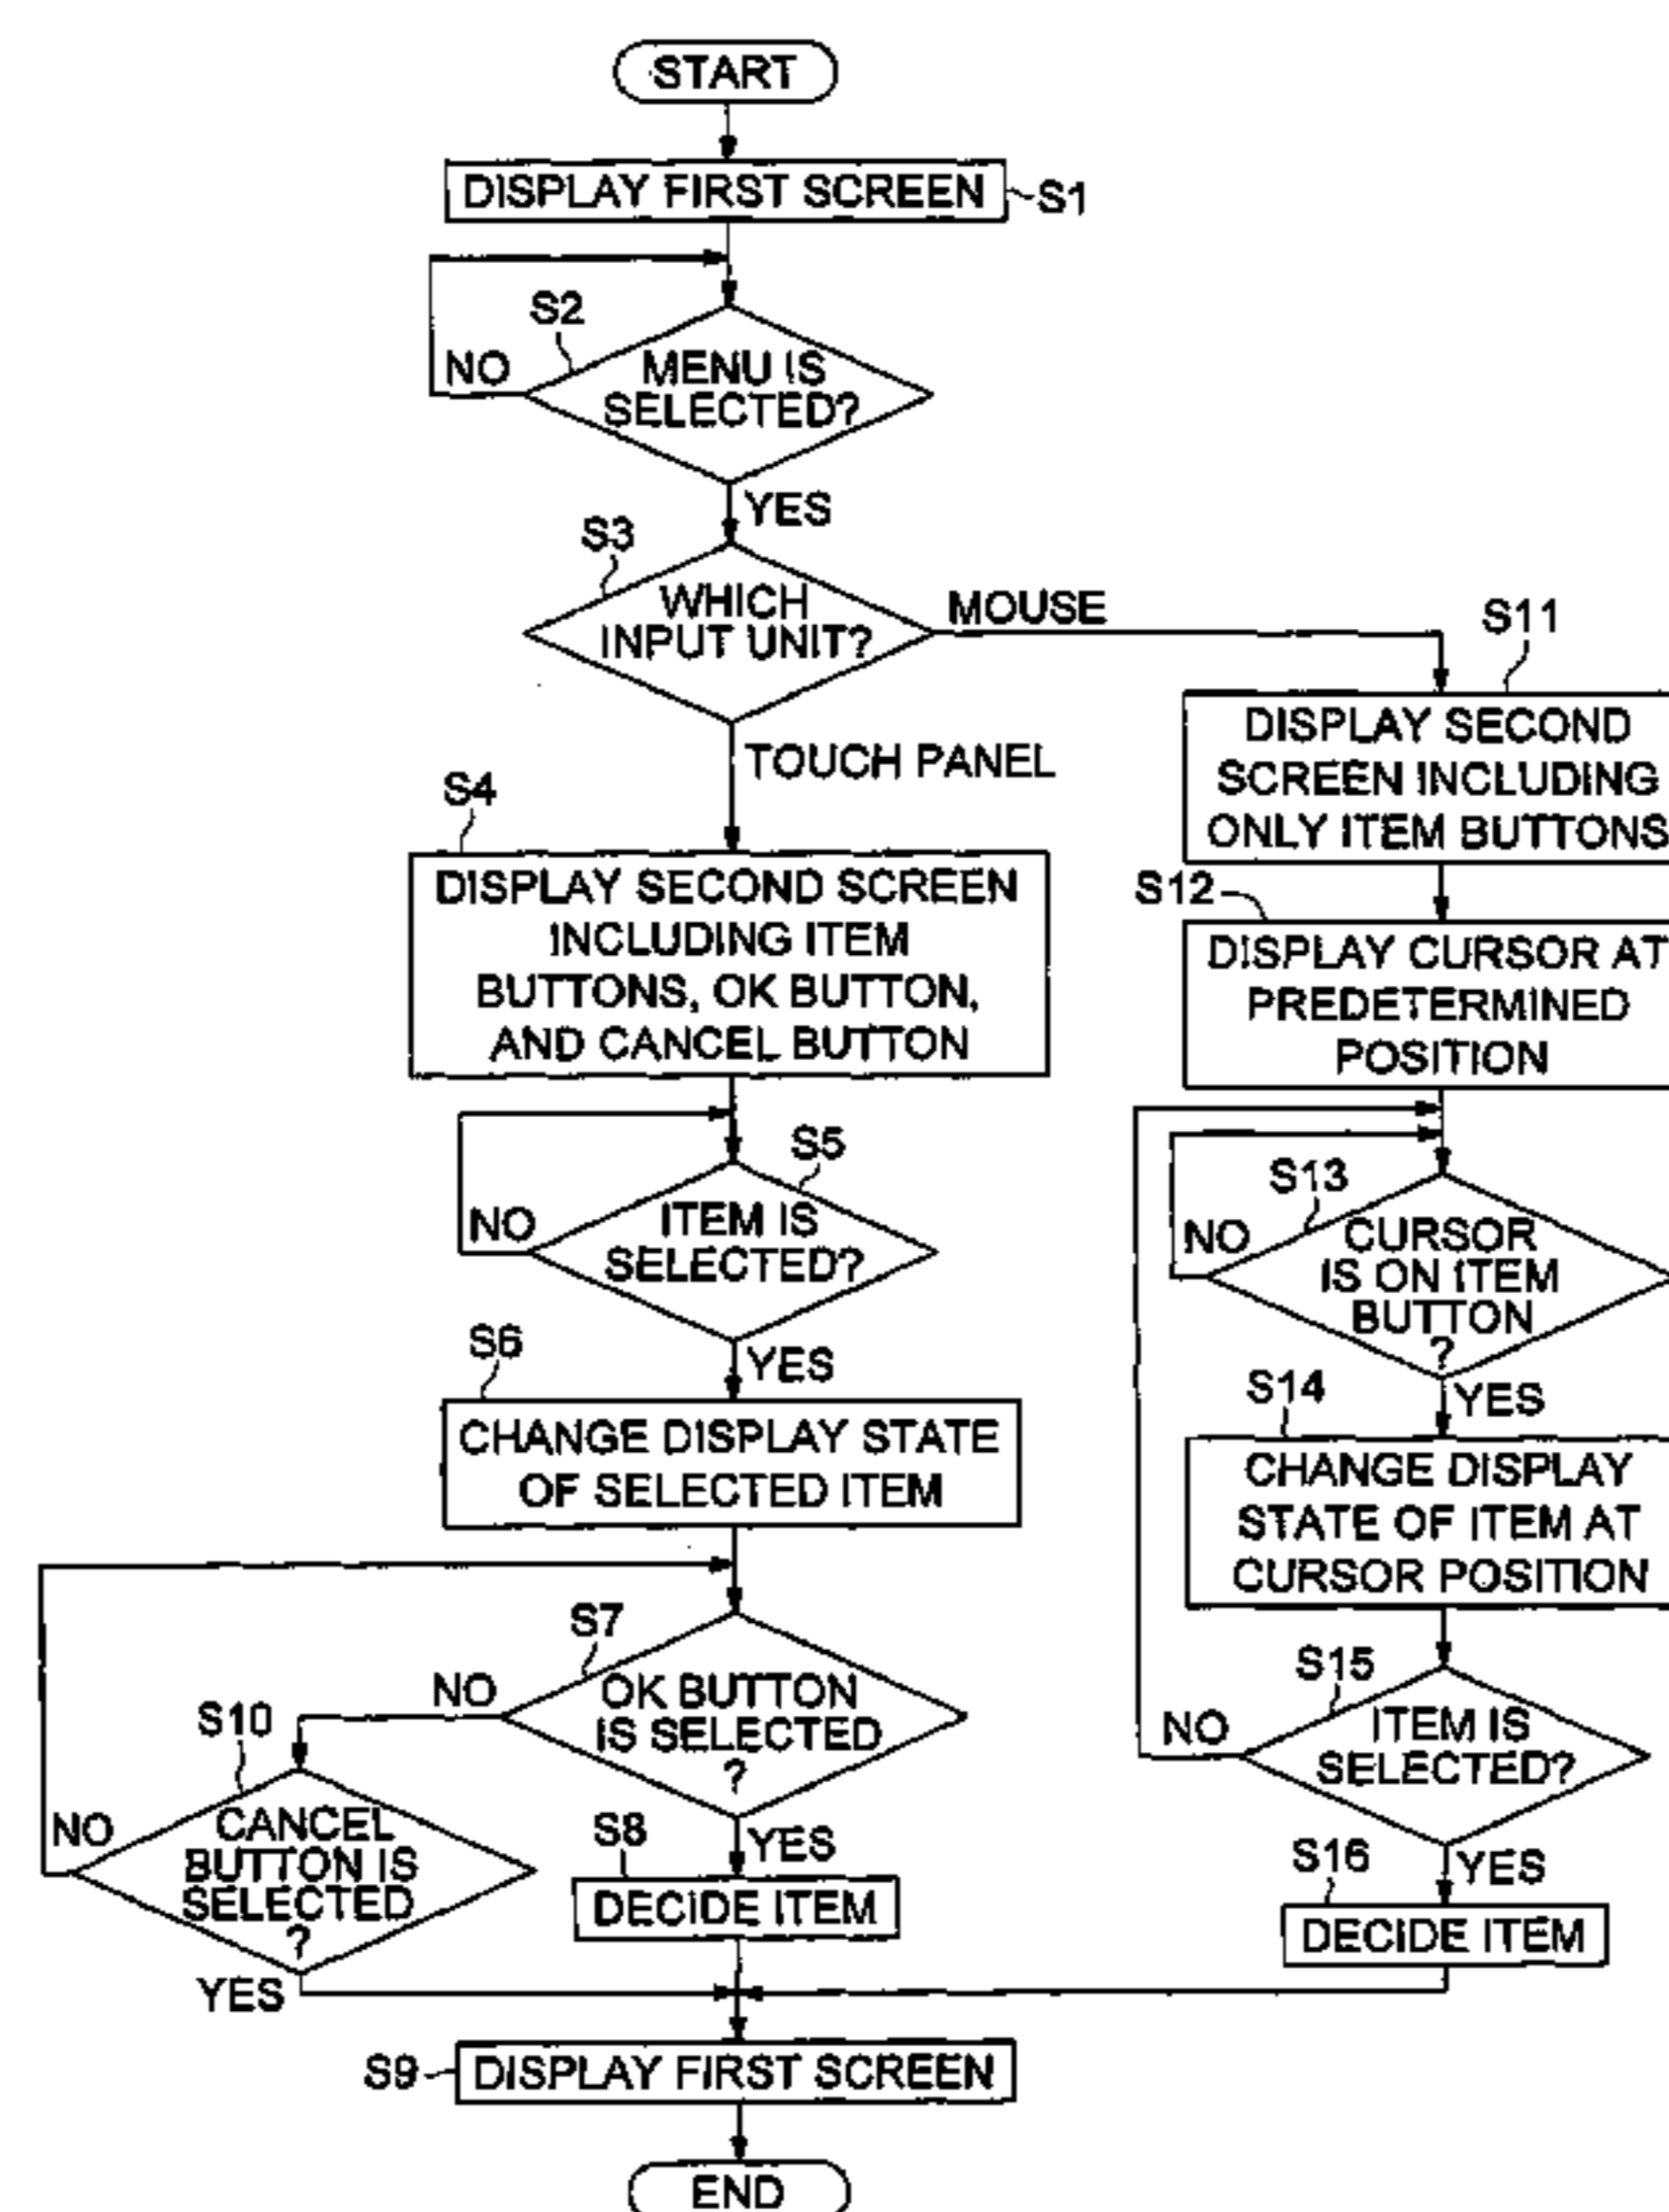 START
DISPLAY FIRST SCREEN
S1
S2
NO
MENU IS
SELECTED?
YES
S3
WHICH
INPUT UNIT?
MOUSE
TOUCH PANEL
S4
DISPLAY SECOND SCREEN
INCLUDING ITEM
BUTTONS, OK BUTTON,
AND CANCEL BUTTON
S5
NO
ITEM IS
SELECTED?
YES
S6
CHANGE DISPLAY STATE
OF SELECTED ITEM
S7
NO
OK BUTTON
IS SELECTED
?
YES
S10
NO
CANCEL
BUTTON IS
SELECTED
?
YES
S8
DECIDE ITEM
S11
DISPLAY SECOND
SCREEN INCLUDING
ONLY ITEM BUTTONS
S12
DISPLAY CURSOR AT
PREDETERMINED
POSITION
S13
NO
CURSOR
IS ON ITEM
BUTTON
?
YES
S14
CHANGE DISPLAY
STATE OF ITEM AT
CURSOR POSITION
S15
NO
ITEM IS
SELECTED?
YES
S16
DECIDE ITEM
S9
DISPLAY FIRST SCREEN
END